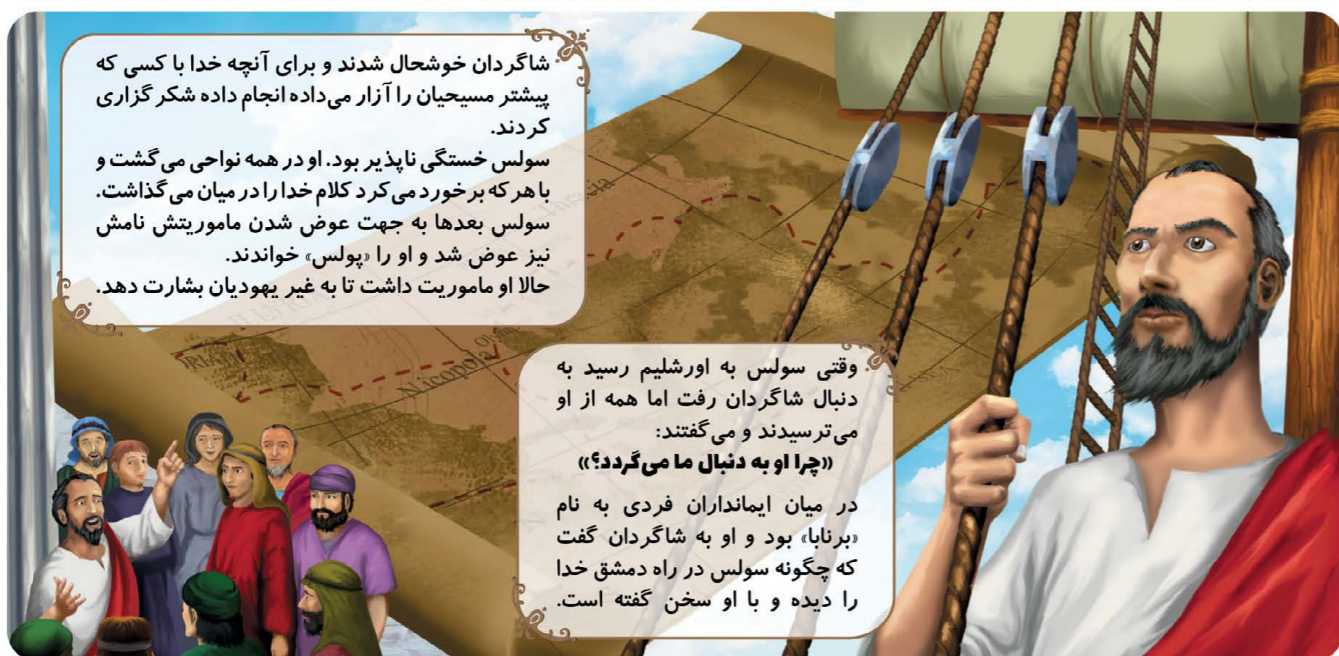 وقتی سولس به اورشلیم رسید به
دنبال شاگردان رفت اما همه از او
می‌ترسیدند و می‌گفتند:
«چرا او به دنبال ما می‌گردد؟»
در میان ایمانداران فردی به نام
«برنابا» بود و او به شاگردان گفت
که چگونه سولس در راه دمشق خدا
را دیده و با او سخن گفته است.
شاگردان خوشحال شدند و برای آنچه خدا با کسی که
پیشتر مسیحیان را آزار می‌داده انجام داده شکر گزاری
کردند.
سولس خستگی ناپذیر بود. او در همه نواحی می‌گشت و
با هر که برخورد می‌کرد کلام خدا را در میان می‌گذاشت.
سولس بعدها به جهت عوض شدن ماموریتش نامش
نیز عوض شد و او را «پولس» خواندند.
حالا او ماموریت داشت تا به غیر یهودیان بشارت دهد.
Nicopola